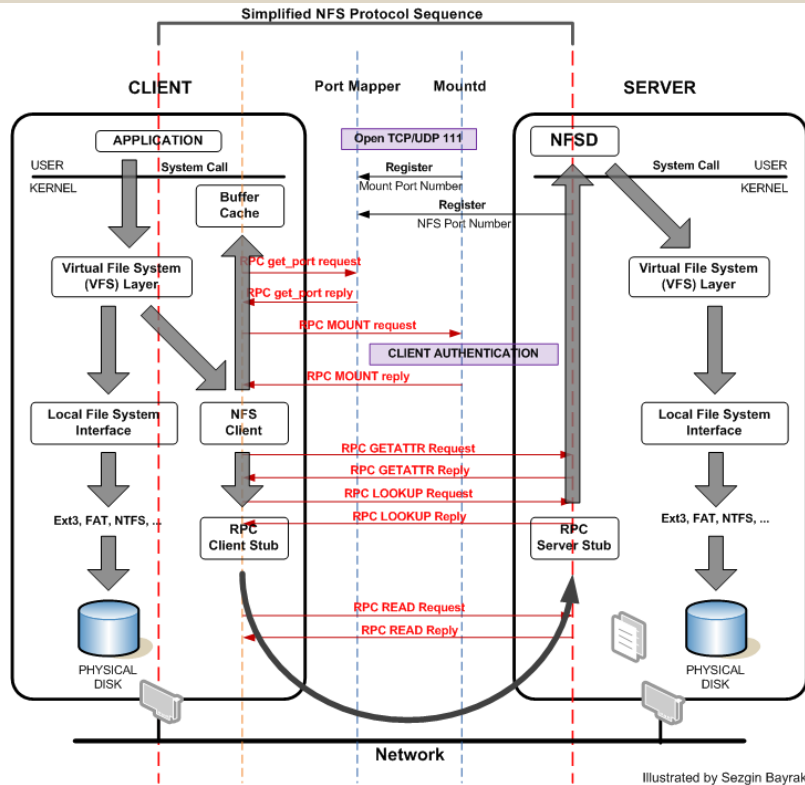 Simplified NFS Protocol Sequence
CLIENT
Port Mapper
Mountd
SERVER
APPLICATION
Open TCP/UDP 111
NFSD
USER
System Call
KERNEL
Register
Mount Port Number
System Call
USER
KERNEL
Buffer
Cache
Register
NFS Port Number
Virtual File System
(VFS) Layer
RPC get_port request
RPC get_port reply
RPC MOUNT request
CLIENT AUTHENTICATION
RPC MOUNT reply
Virtual File System
(VFS) Layer
Local File System
Interface
NFS
Client
Local File System
Interface
RPC GETATTR Request
RPC GETATTR Reply
RPC LOOKUP Request
RPC LOOKUP Reply
Ext3, FAT, NTFS, ...
RPC
Client Stub
RPC
Server Stub
Ext3, FAT, NTFS, ...
RPC READ Request
RPC READ Reply
PHYSICAL
DISK
PHYSICAL
DISK
Network
Illustrated by Sezgin Bayrak